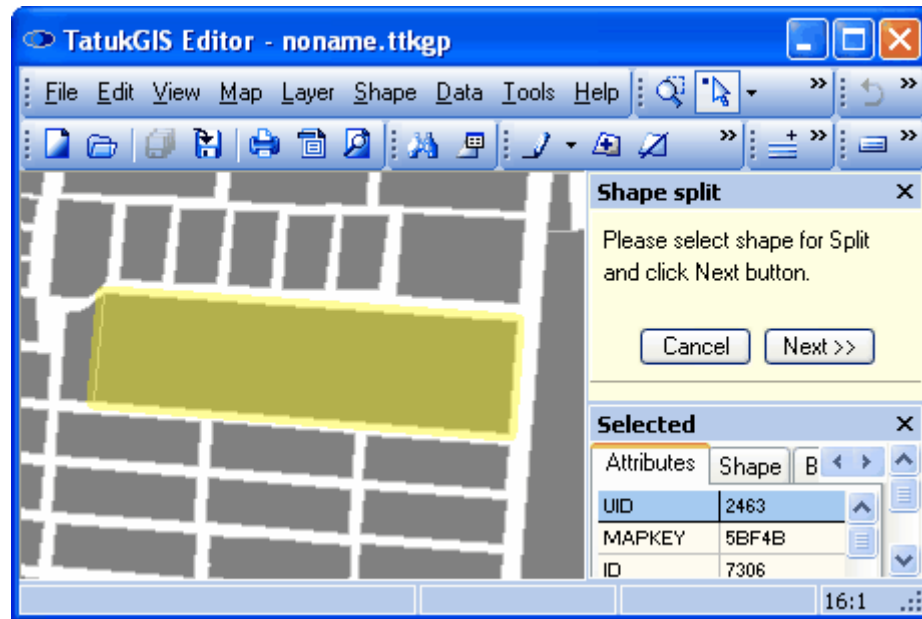 TatukGIS Editor - noname.ttkgp
File Edit View Map Layer Shape Data Tools Help
Shape split
Please select shape for Split
and click Next button.
Cancel Next >>
Selected
Attributes Shape B
UID 2463
MAPKEY 5BF4B
ID 7306
16:1